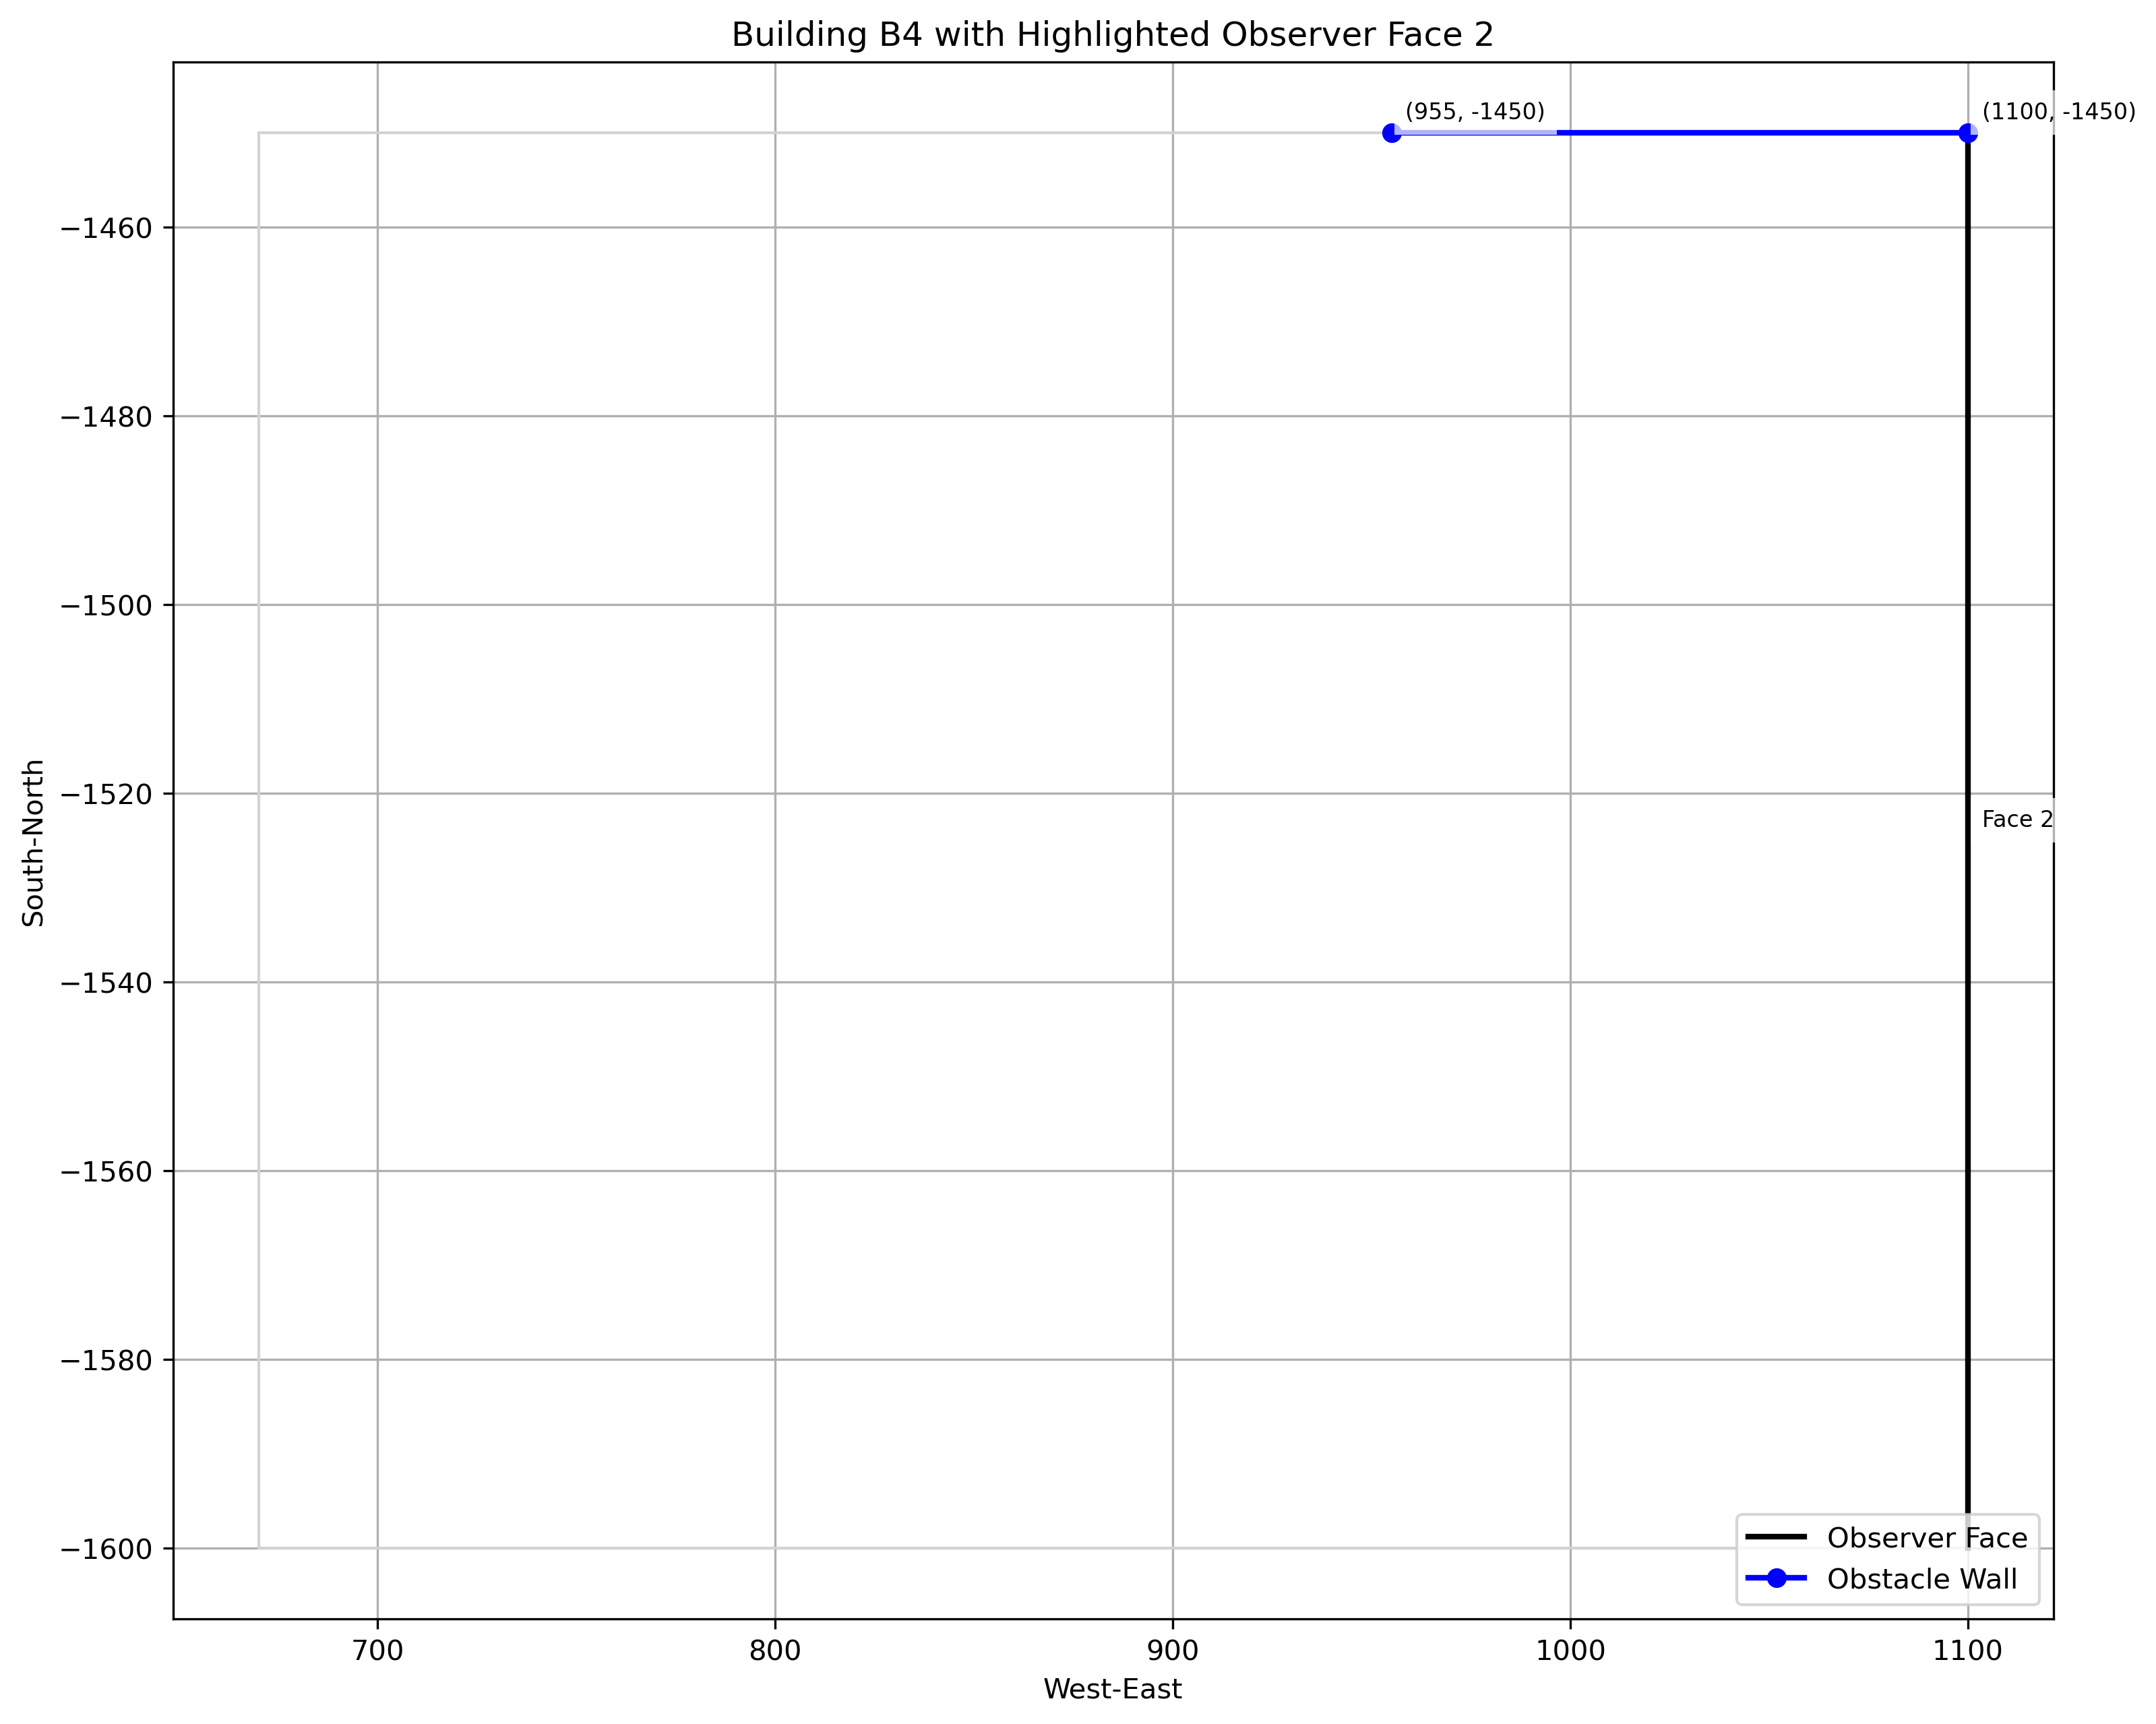 Building B4 with Highlighted Observer Face 2
(955, -1450)
(1100, -1450)
−1460
−1480
−1500
−1520
Face 2
South-North
−1540
−1560
−1580
−1600
Observer Face
Obstacle Wall
700
800
900
1000
1100
West-East